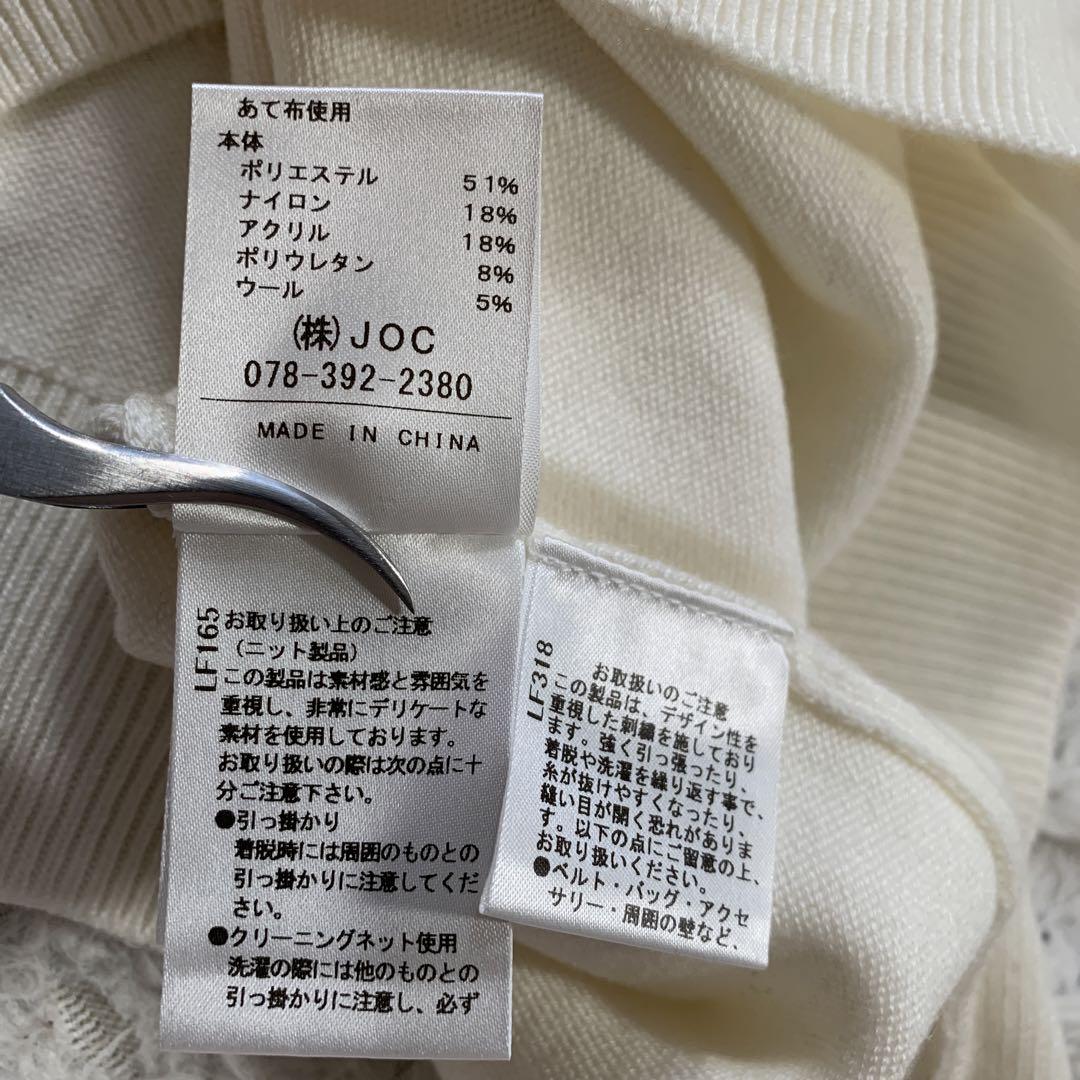 あて布使用
本体
ポリエステル 51%
ナイロン 18%
アクリル 18%
ポリウレタン 8%
ウール 5%
㈱JOC
078-392-2380
MADE IN CHINA
LF165
お取り扱い上のご注意
(ニット製品)
この製品は素材感と雰囲気を
重視し、非常にデリケートな
素材を使用しております。
お取り扱いの際は次の点に十
分ご注意下さい。
●引っ掛かり
着脱時には周囲のものとの
引っ掛かりに注意してくだ
さい。
●クリーニングネット使用
洗濯の際には他のものとの
引っ掛かりに注意し、必ず
LF318
お取扱いのご注意
この製品は、デザイン性を
重視した刺繍を施しており
ます。強く引っ張ったり、
着脱や洗濯を繰り返す事で、
糸が抜けやすくなったり、
縫い目が開く恐れがありま
す。以下の点にご留意の上、
お取り扱いください。
●ベルト・バッグ・アクセ
サリー・周囲の壁など、